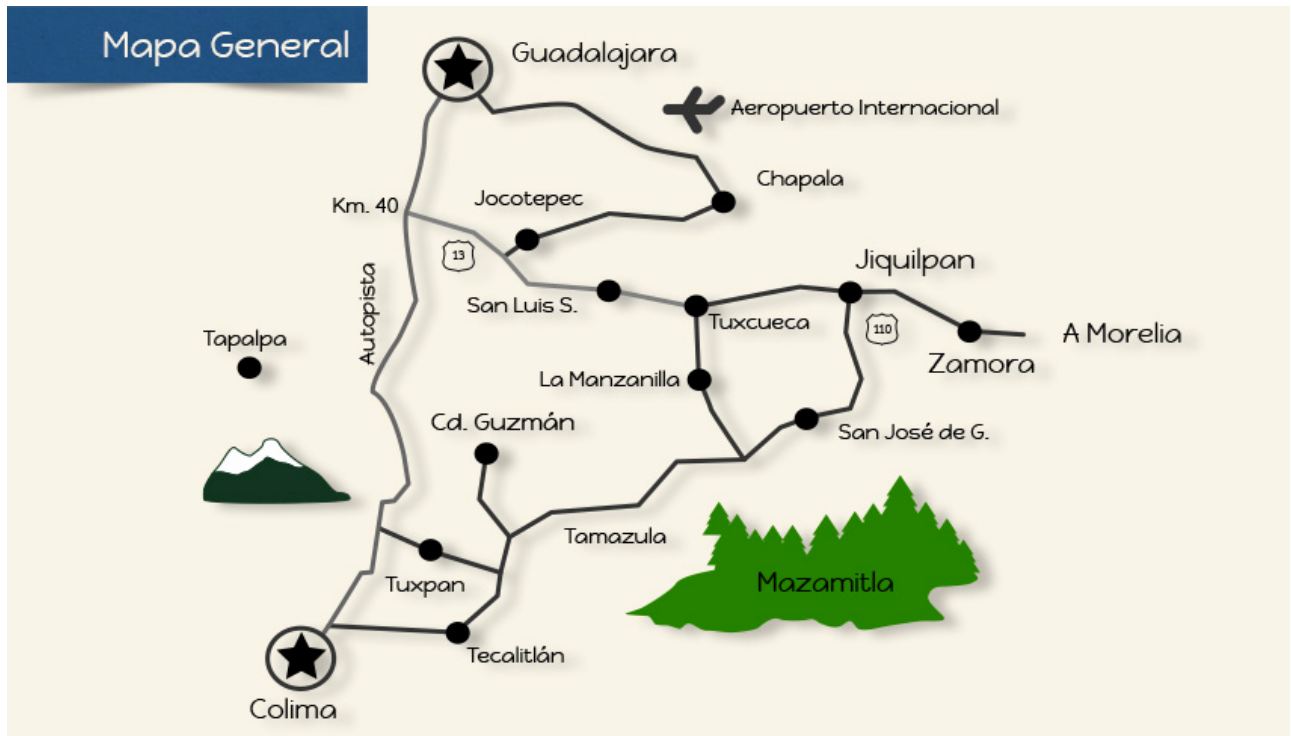 Mapa General
Guadalajara
Aeropuerto Internacional
Chapala
Jocotepec
Km. 40
13
Jiquilpan
San Luis S.
Tuxcueca
110
A Morelia
Autopista
Tapalpa
Zamora
La Manzanilla
Cd. Guzmán
San José de G.
Tamazula
Tuxpan
Mazamitla
Tecalitlán
Colima